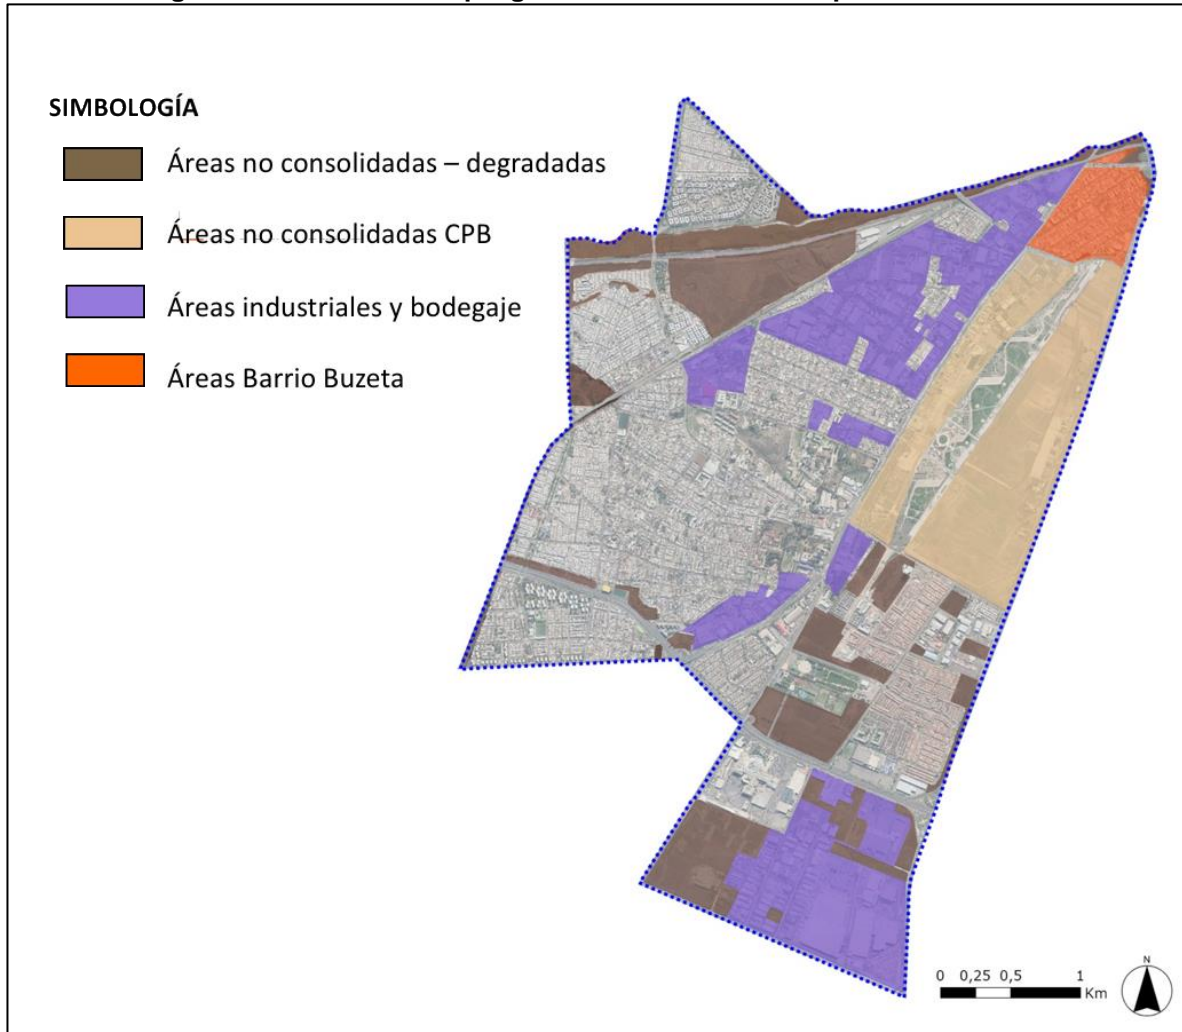 SIMBOLOGÍA
Áreas no consolidadas – degradadas
Áreas no consolidadas CPB
Áreas industriales y bodegaje
Áreas Barrio Buzeta
N
0 0,25 0,5 1
Km